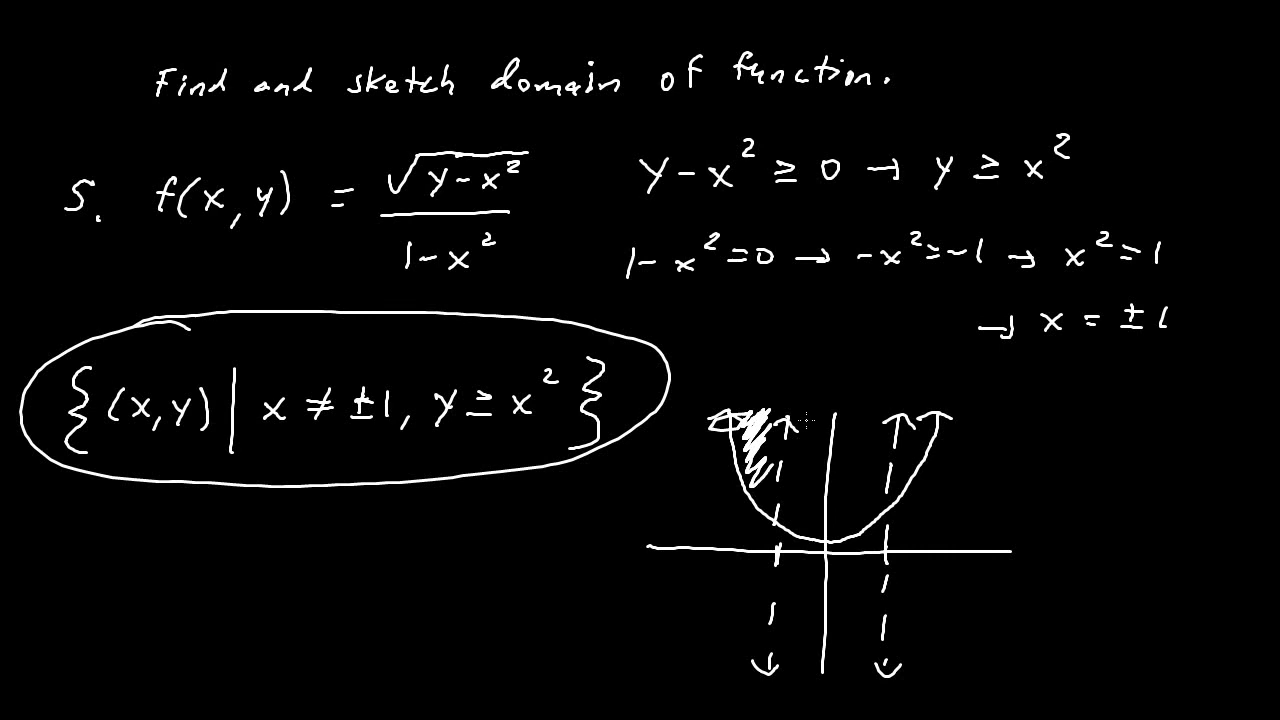 Find and sketch domain of function.
5. f(x,y) = √(y-x²) / (1-x²)
y-x² ≥ 0 → y ≥ x²
1-x²=0 → -x²=-1 → x²=1
→ x = ±1
{(x,y) | x ≠ ±1, y ≥ x²}